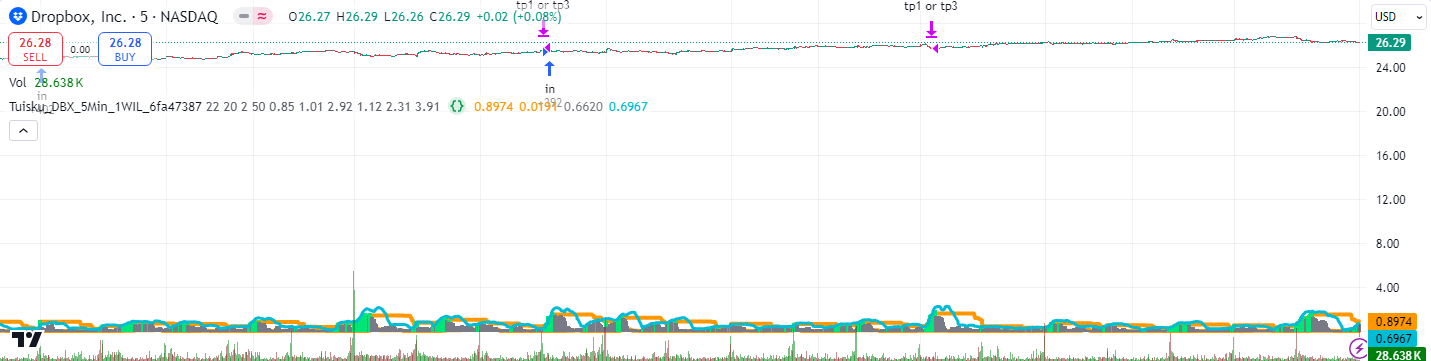 tp1 or tp3
tp1 or tp3
Dropbox, Inc. · 5 · NASDAQ O26.27 H26.29 L26.26 C26.29 +0.02 (+0.08%)
USD
26.28 SELL
0.00
26.28 BUY
26.29
24.00
Vol 28.638 K
in
in
Tuisku_DBX_5Min_1WIL_6fa47387 22 20 2 50 0.85 1.01 2.92 1.12 2.31 3.91 {} 0.8974 0.0191 0.6620 0.6967
20.00
16.00
12.00
8.00
4.00
0.8974
0.6967
28.638 K